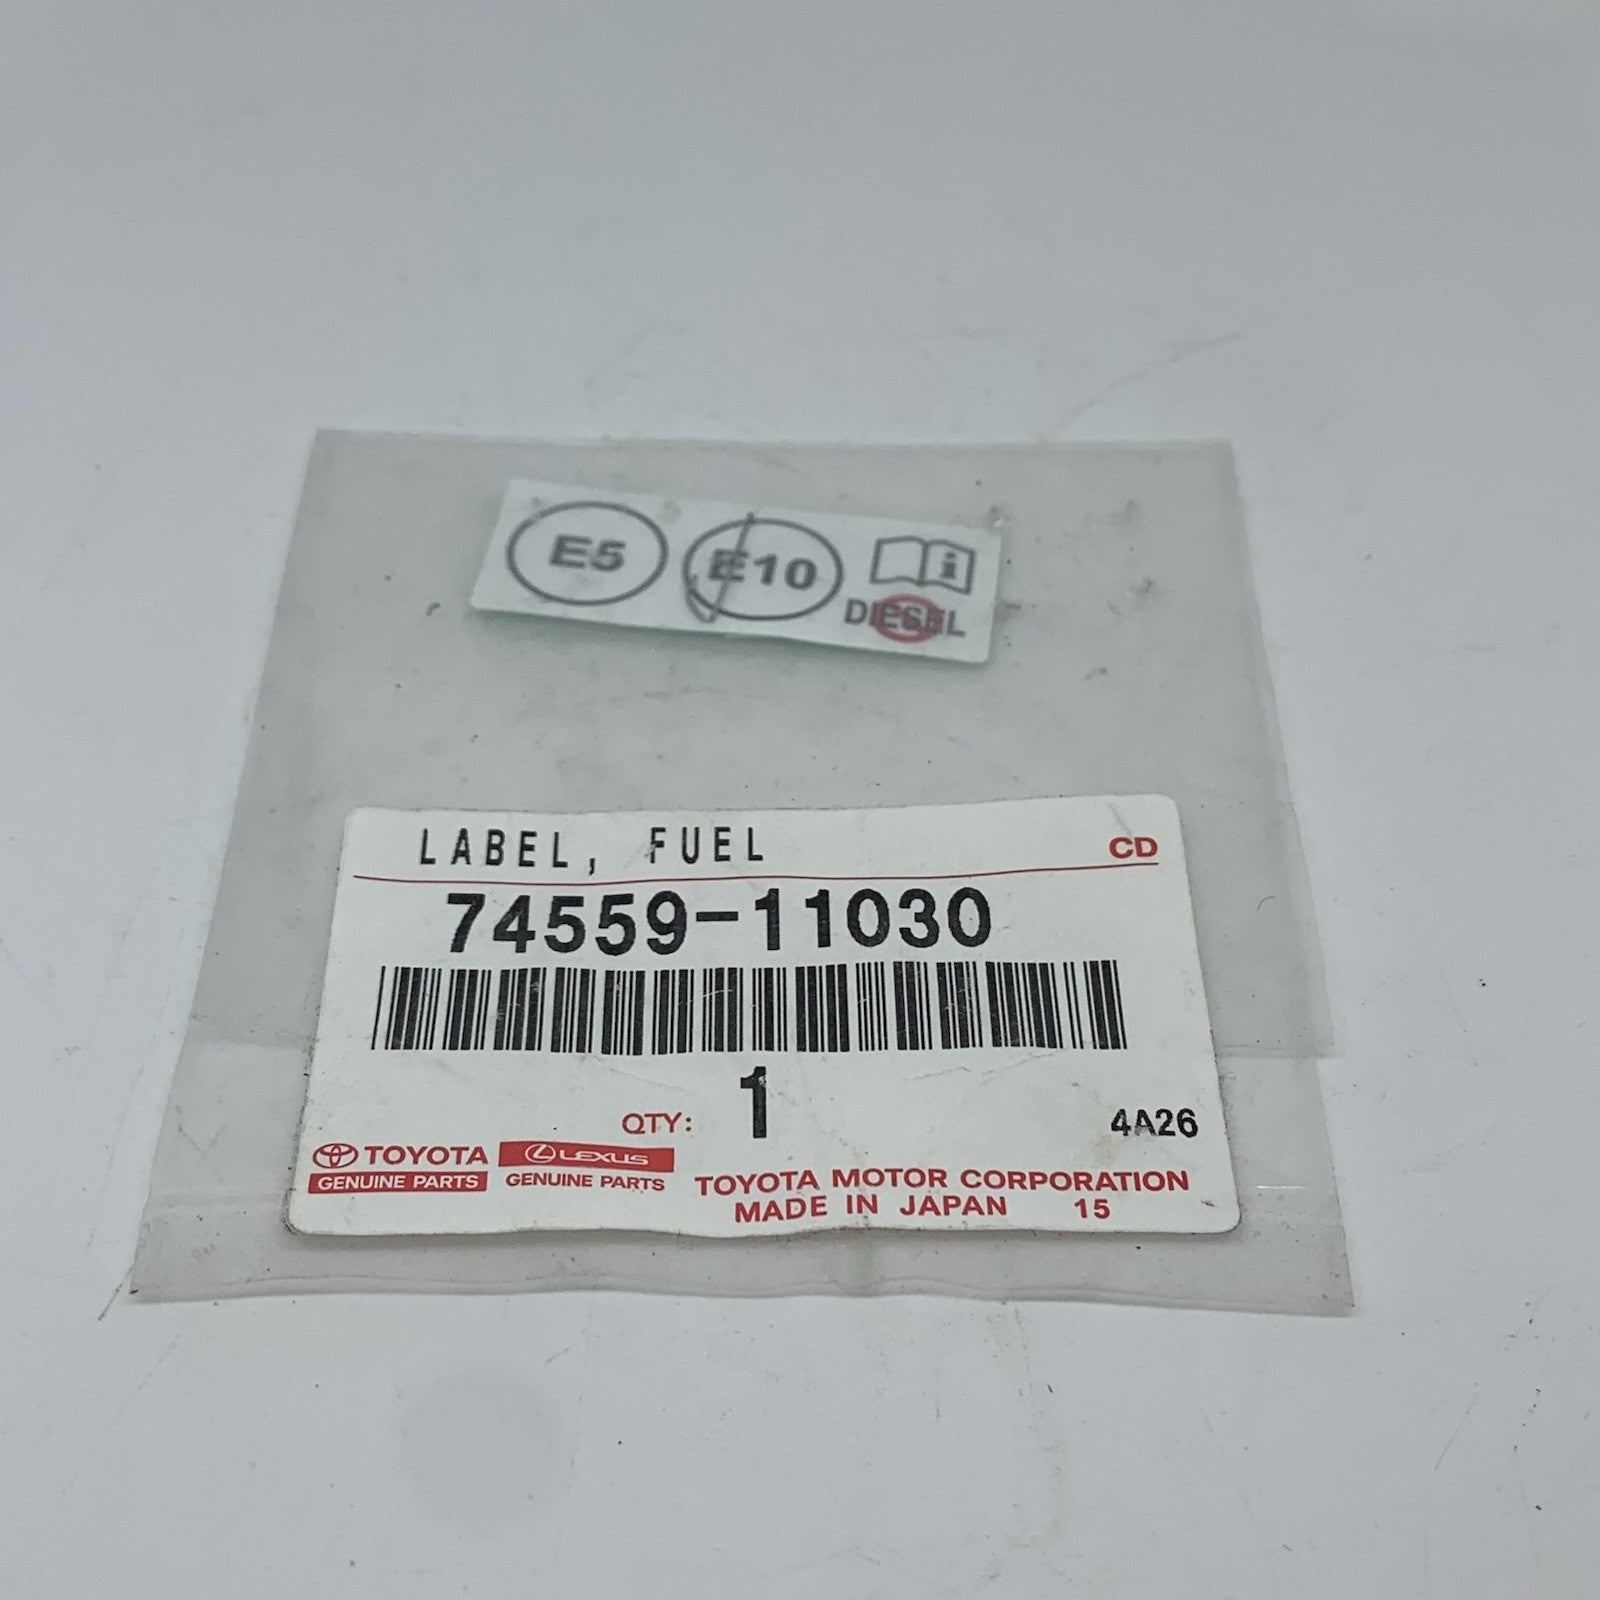 E5 E10 i
DIESEL
LABEL, FUEL CD
74559-11030
QTY: 1 4A26
TOYOTA LEXUS
GENUINE PARTS GENUINE PARTS
TOYOTA MOTOR CORPORATION
MADE IN JAPAN 15